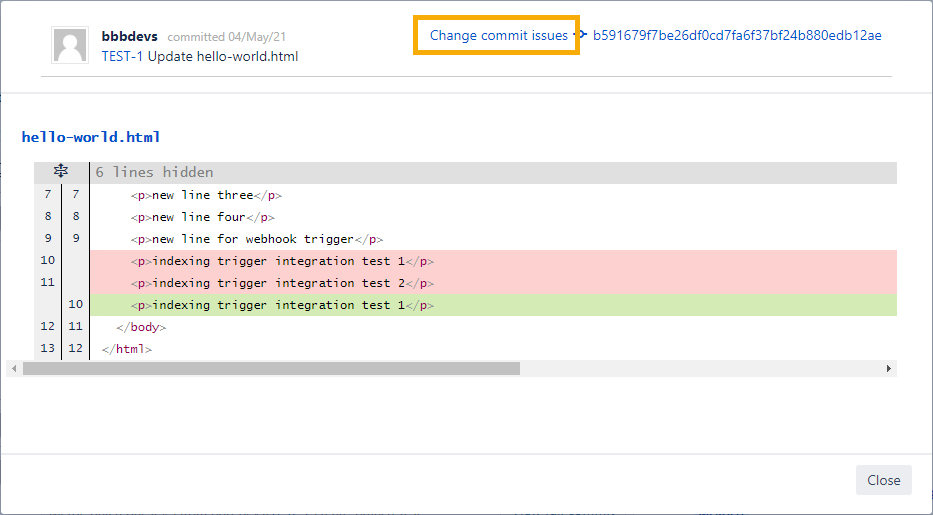 bbbdevs committed 04/May/21 Change commit issues b591679f7be26df0cd7fa6f37bf24b880edb12ae
TEST-1 Update hello-world.html
hello-world.html
6 lines hidden
7 7 <p>new line three</p>
8 8 <p>new line four</p>
9 9 <p>new line for webhook trigger</p>
10 <p>indexing trigger integration test 1</p>
11 <p>indexing trigger integration test 2</p>
10 <p>indexing trigger integration test 1</p>
12 11 </body>
13 12 </html>
Close